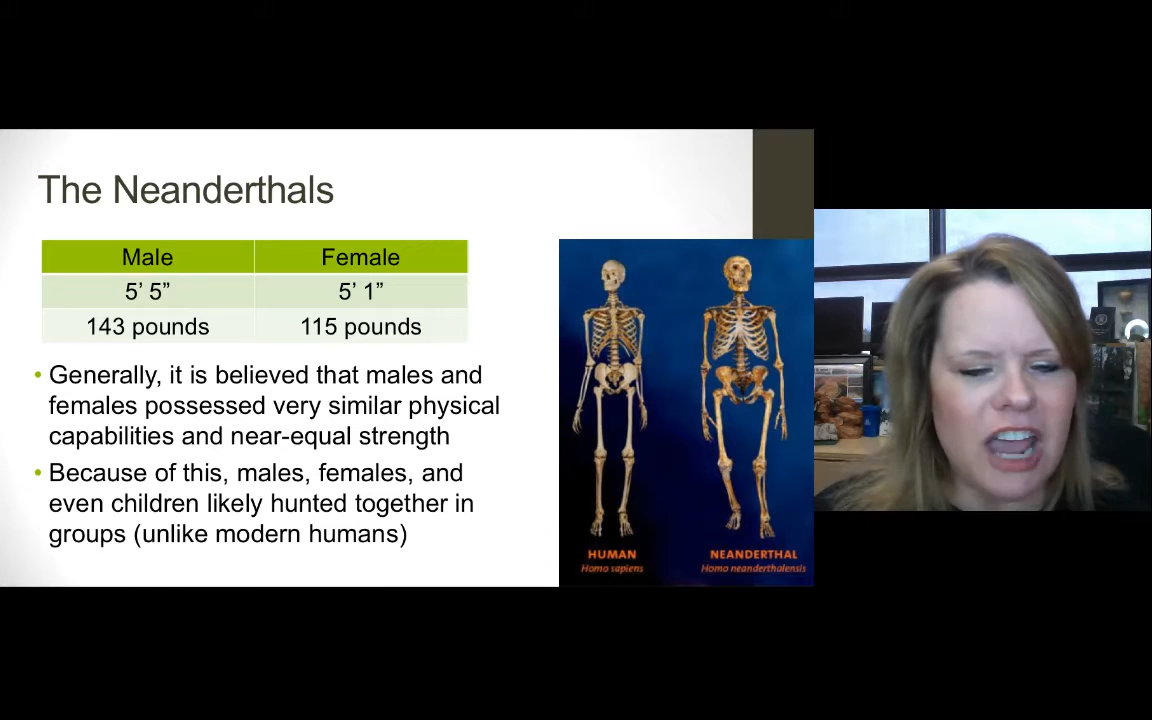 The Neanderthals
Male Female
5’ 5” 5’ 1”
143 pounds 115 pounds
• Generally, it is believed that males and
females possessed very similar physical
capabilities and near-equal strength
• Because of this, males, females, and
even children likely hunted together in
groups (unlike modern humans)
HUMAN
Homo sapiens
NEANDERTHAL
Homo neanderthalensis